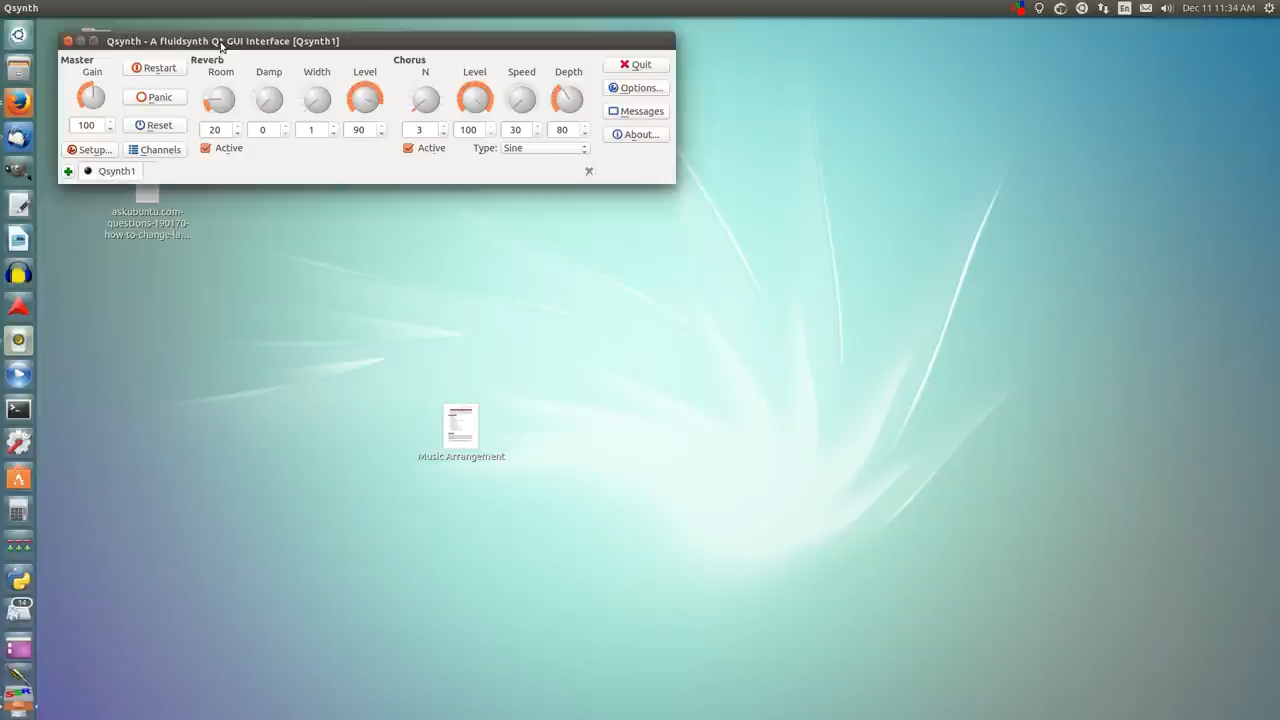 Qsynth
En
Dec 11 11:34 AM
Qsynth - A fluidsynth Qt GUI Interface [Qsynth1]
Master
Reverb
Chorus
Gain
Restart
Room
Damp
Width
Level
N
Level
Speed
Depth
Quit
Panic
Options...
Messages
100
Reset
20
0
1
90
3
100
30
80
About...
Setup...
Channels
Active
Active
Type:
Sine
Qsynth1
askubuntu.com-
questions-190170-
how-to-change-la...
Music Arrangement
14